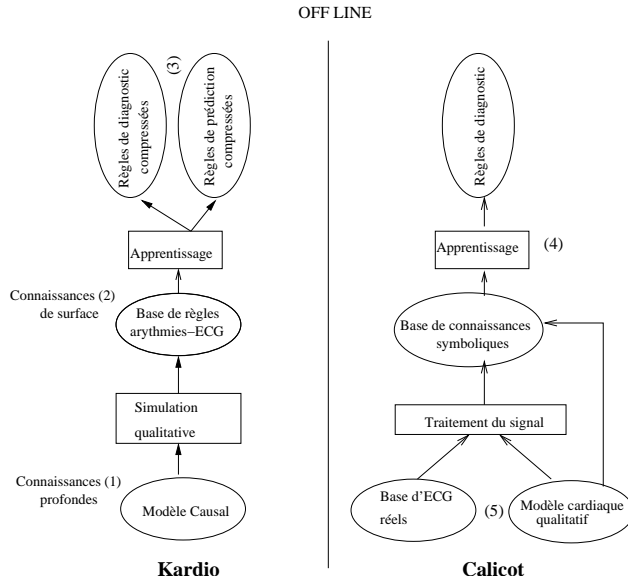 OFF LINE
(3)
Règles de diagnostic
compressées
Règles de prédiction
compressées
Apprentissage
Connaissances (2)
de surface
Base de règles
arythmies−ECG
Simulation
qualitative
Connaissances (1)
profondes
Modèle Causal
Kardio
Règles de diagnostic
Apprentissage
(4)
Base de connaissances
symboliques
Traitement du signal
Base d'ECG
réels
(5)
Modèle cardiaque
qualitatif
Calicot